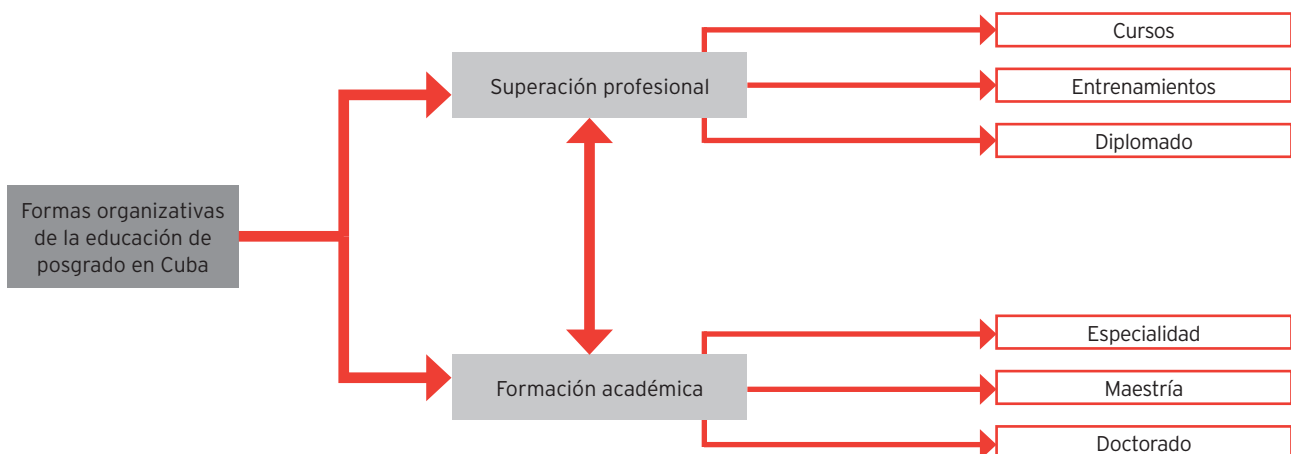 Formas organizativas
de la educación de
posgrado en Cuba
Superación profesional
Cursos
Entrenamientos
Diplomado
Formación académica
Especialidad
Maestría
Doctorado